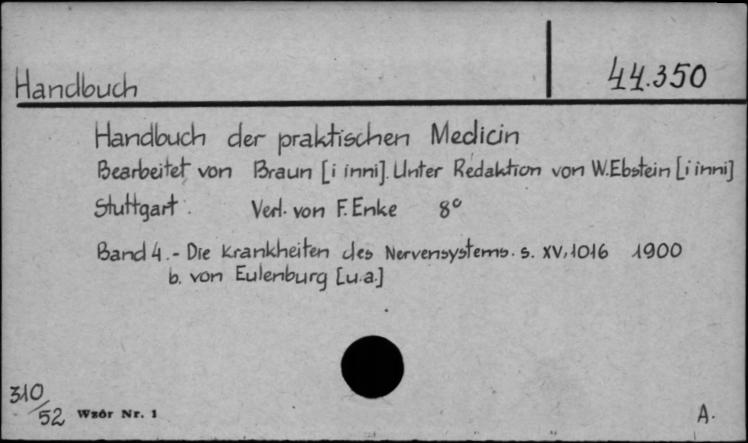 Handbuch 44.350
Handbuch der praktischen Medicin
Bearbeitet von Braun [i inni]. Unter Redaktion von W.Ebstein [i inni]
Stuttgart. Verl. von F. Enke 8°
Band 4.- Die Krankheiten des Nervensystems. s. XV,1016 1900
b. von Eulenburg [u.a.]
310/52 Wzór Nr. 1 A.